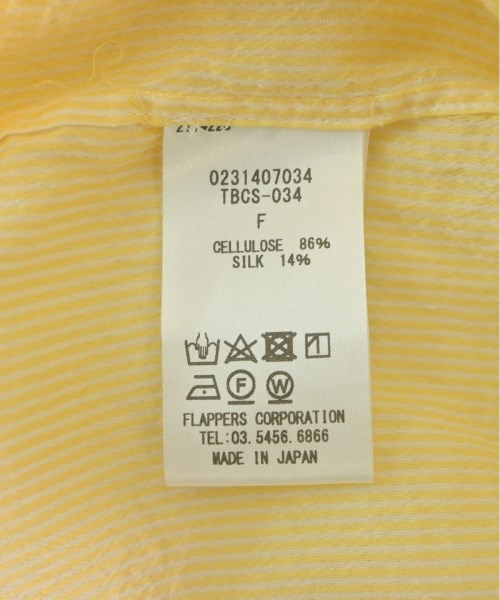 0231407034
TBCS-034
F
CELLULOSE 86%
SILK 14%
F W
FLAPPERS CORPORATION
TEL:03.5456.6866
MADE IN JAPAN